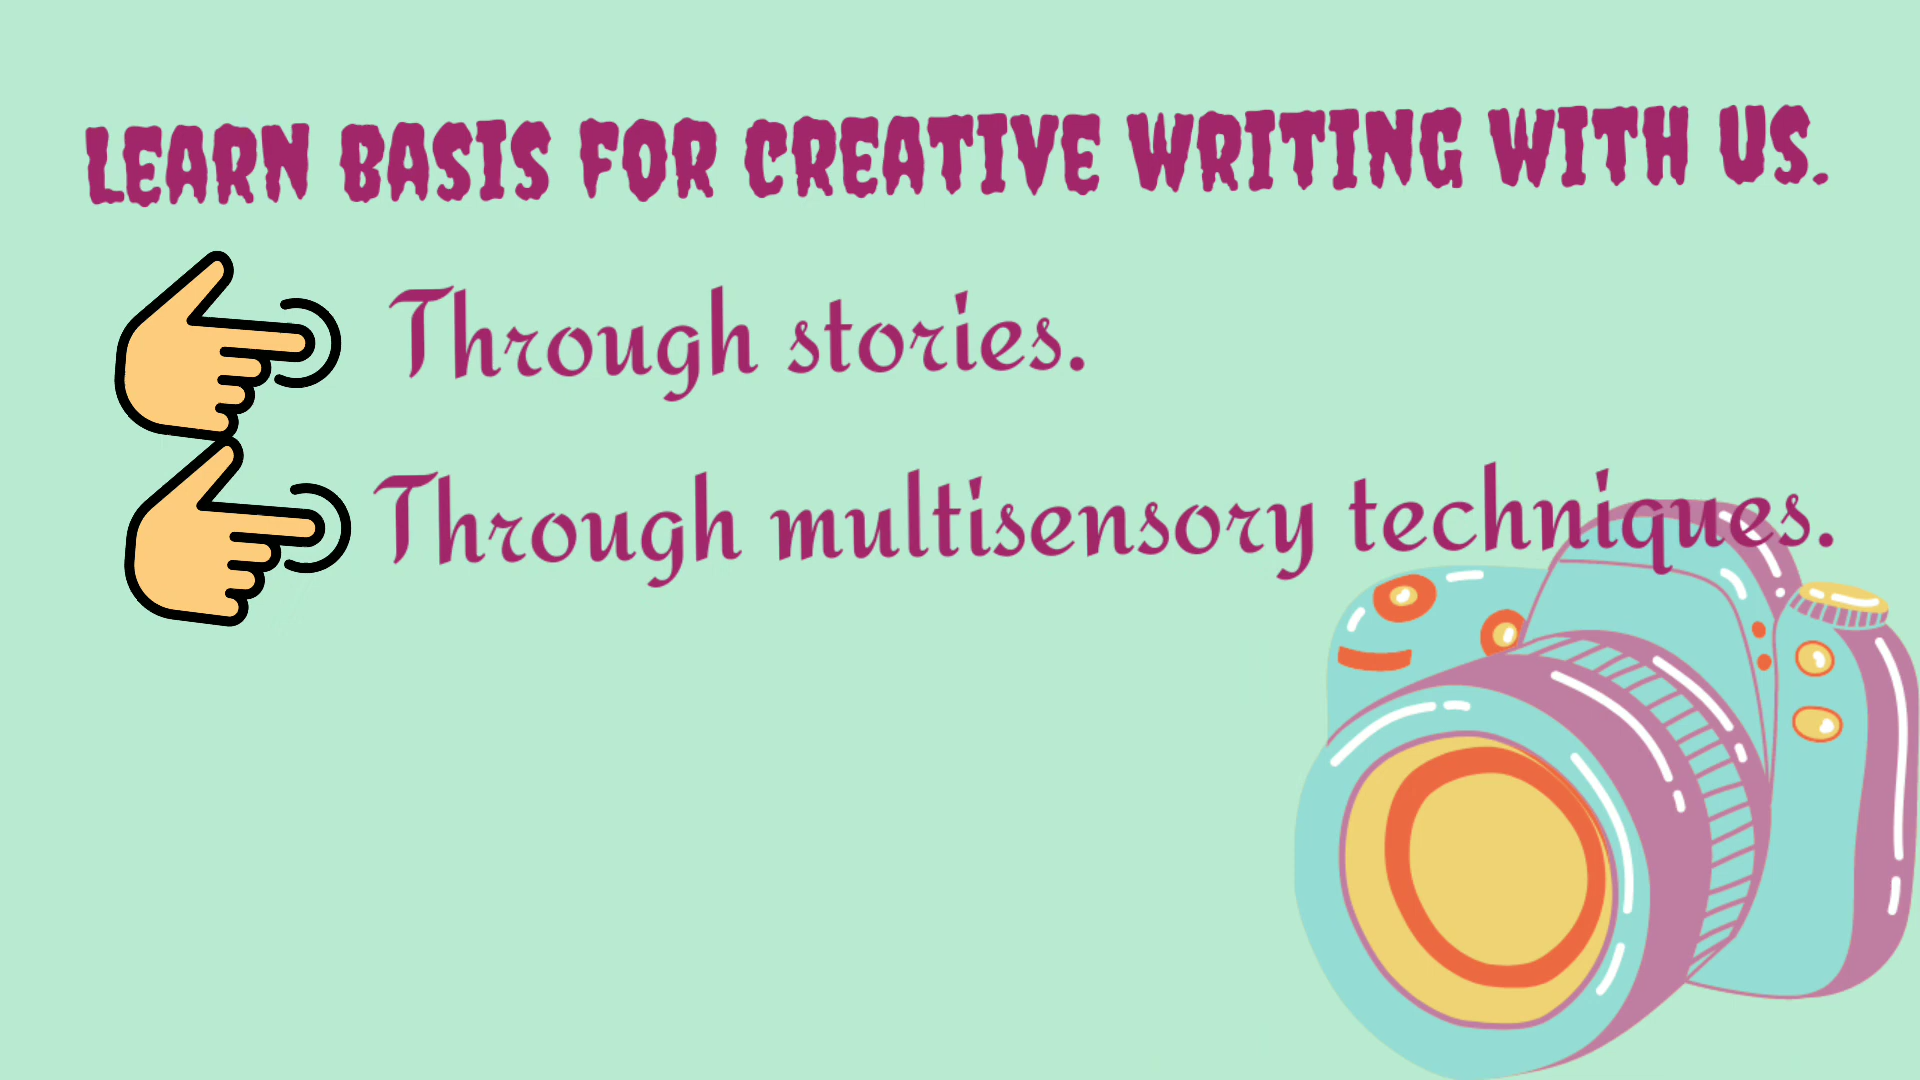 LEARN BASIS FOR CREATIVE WRITING WITH US.
Through stories.
Through multisensory techniques.